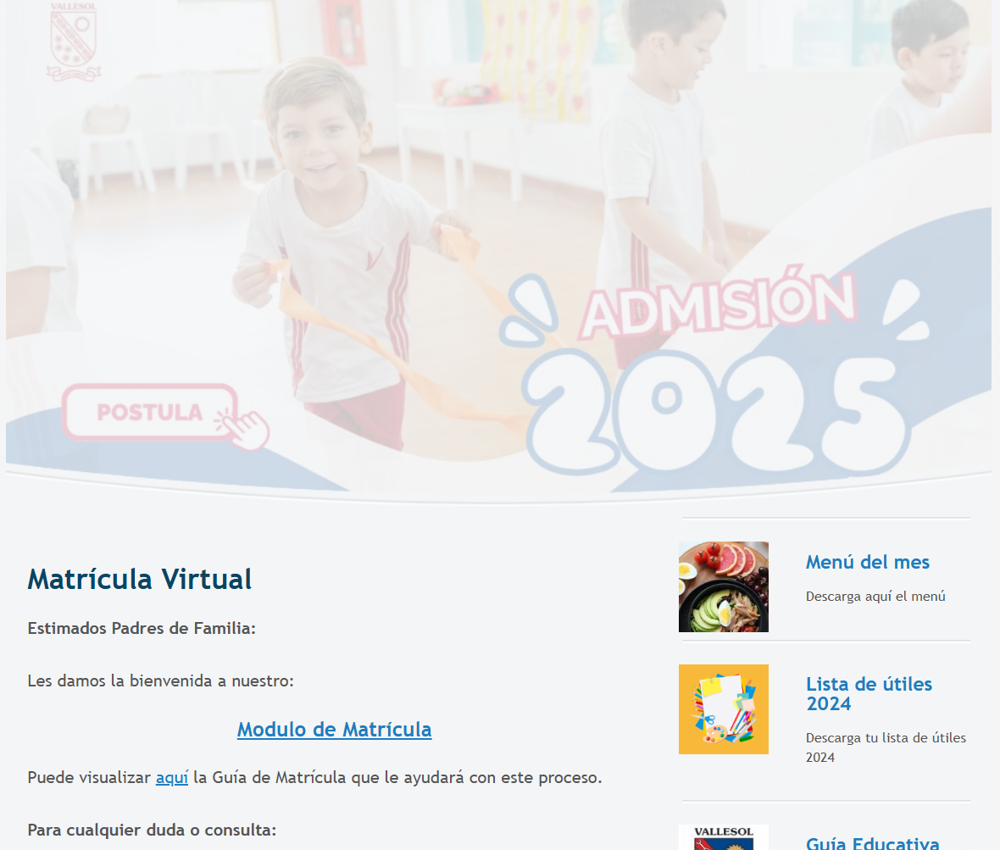 VALLESOL
ADMISIÓN
2025
POSTULA
Matrícula Virtual
Estimados Padres de Familia:
Les damos la bienvenida a nuestro:
Modulo de Matrícula
Puede visualizar aquí la Guía de Matrícula que le ayudará con este proceso.
Para cualquier duda o consulta:
Menú del mes
Descarga aquí el menú
Lista de útiles
2024
Descarga tu lista de útiles
2024
VALLESOL
Guía Educativa